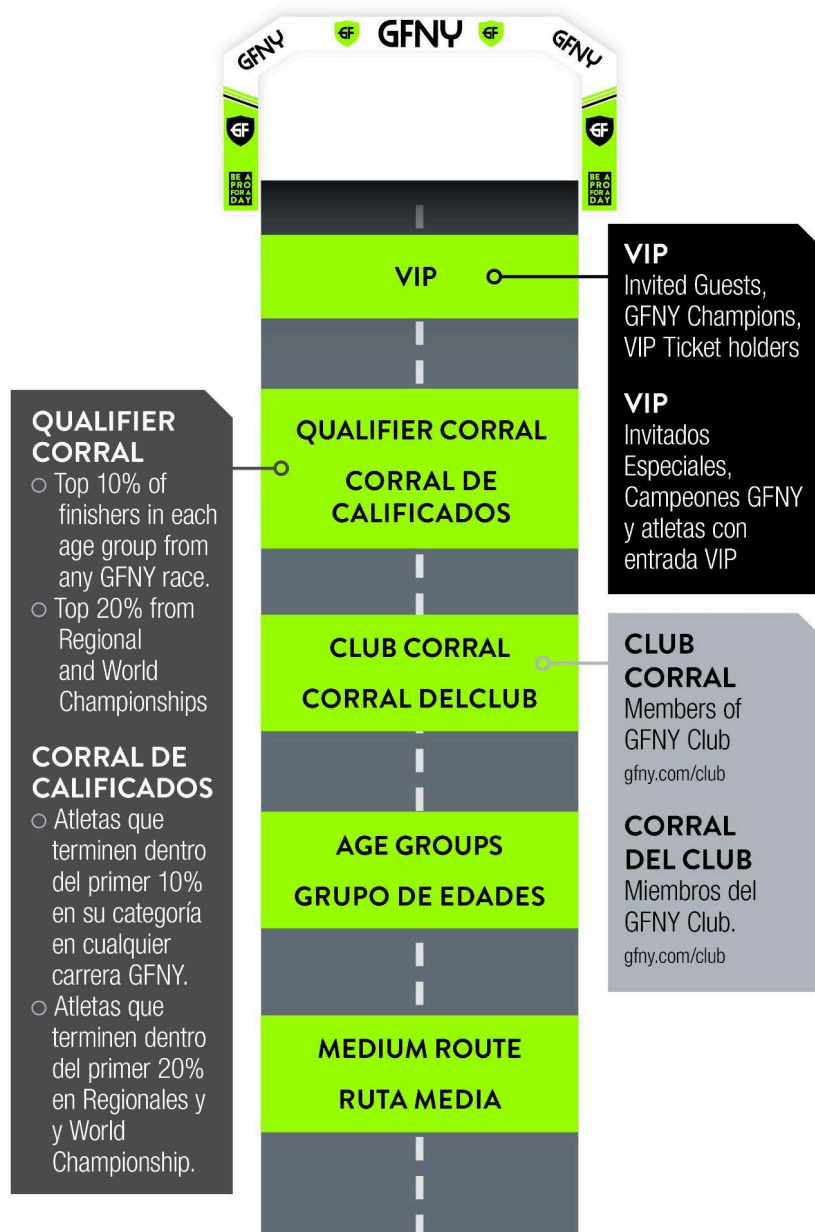 GFNY GF GFNY GF GFNY
GF
GF
BE A
PRO
FOR A
DAY
BE A
PRO
FOR A
DAY
VIP
VIP
Invited Guests,
GFNY Champions,
VIP Ticket holders
VIP
Invitados
Especiales,
Campeones GFNY
y atletas con
entrada VIP
QUALIFIER
CORRAL
Top 10% of
finishers in each
age group from
any GFNY race.
Top 20% from
Regional
and World
Championships
CORRAL DE
CALIFICADOS
Atletas que
terminen dentro
del primer 10%
en su categoría
en cualquier
carrera GFNY.
Atletas que
terminen dentro
del primer 20%
en Regionales y
y World
Championship.
QUALIFIER CORRAL
CORRAL DE
CALIFICADOS
CLUB CORRAL
CORRAL DELCLUB
CLUB
CORRAL
Members of
GFNY Club
gfny.com/club
CORRAL
DEL CLUB
Miembros del
GFNY Club.
gfny.com/club
AGE GROUPS
GRUPO DE EDADES
MEDIUM ROUTE
RUTA MEDIA